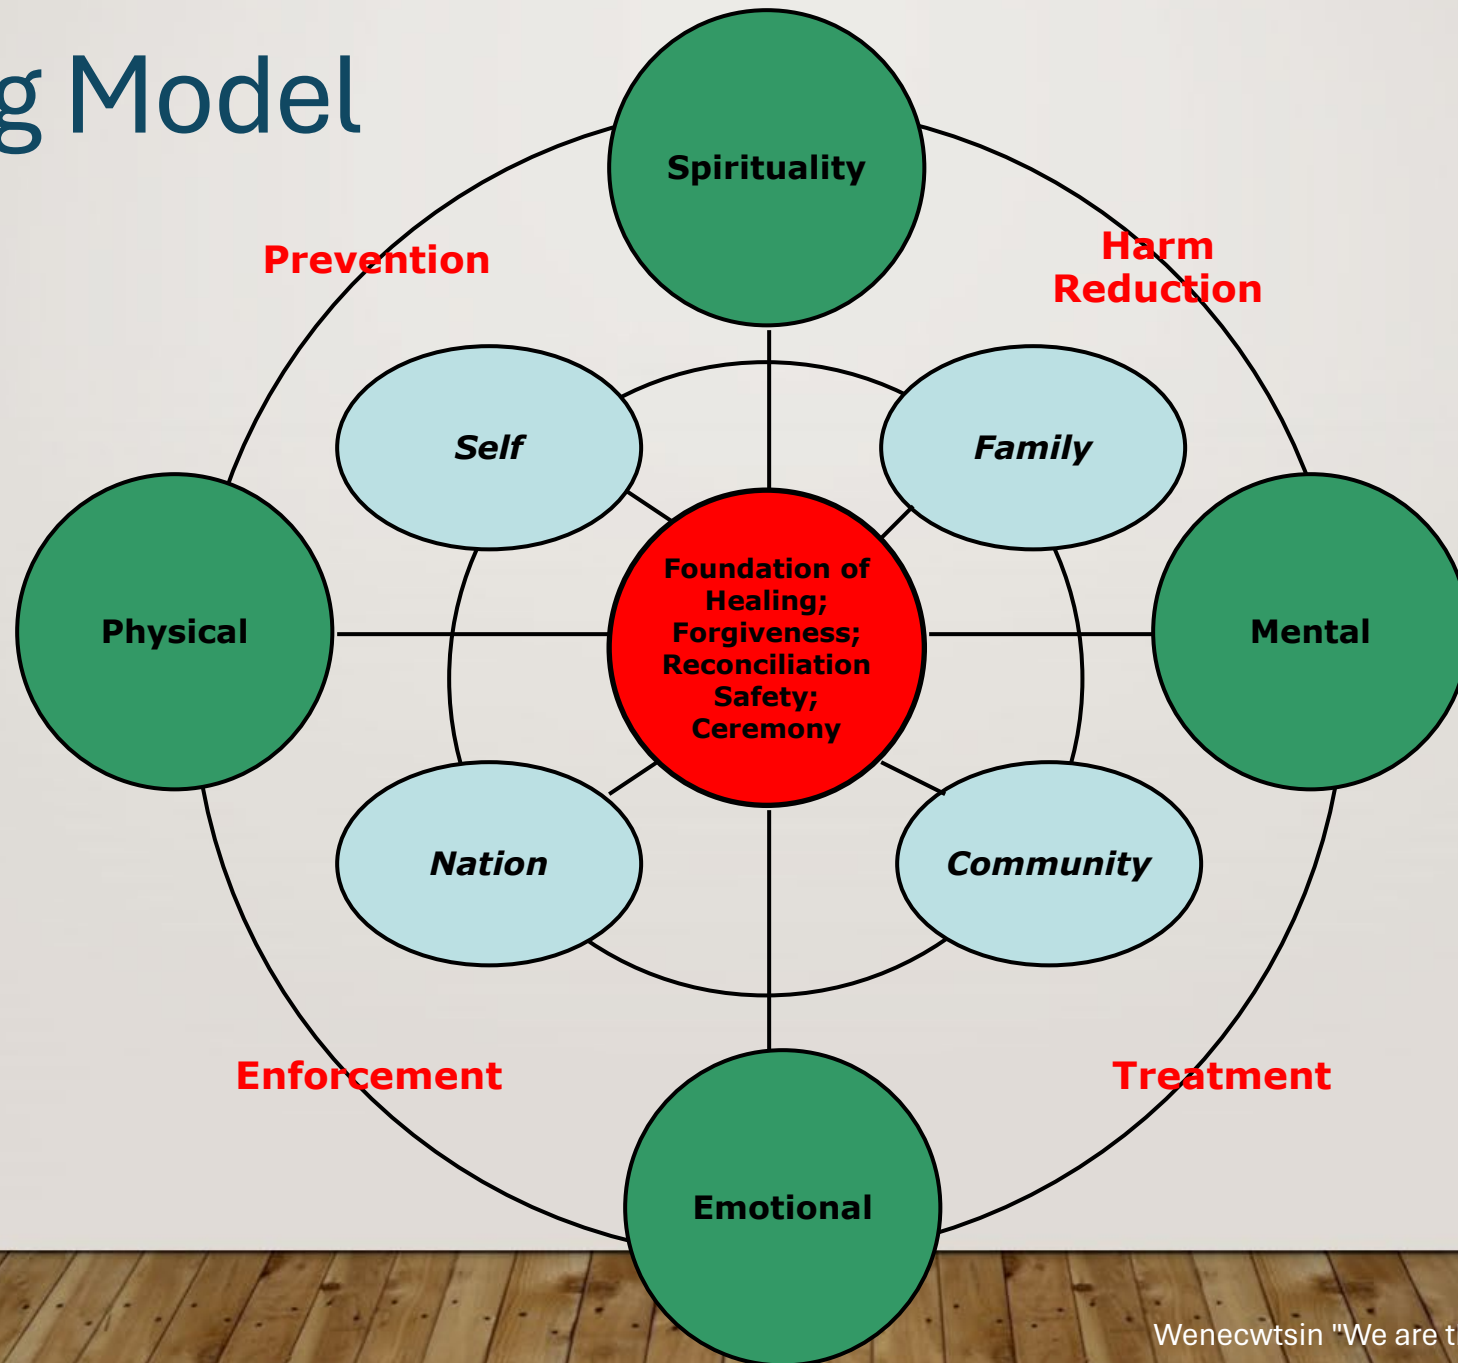 g Model
Spirituality
Prevention
Harm
Reduction
Self
Family
Physical
Foundation of
Healing;
Forgiveness;
Reconciliation
Safety;
Ceremony
Mental
Nation
Community
Enforcement
Treatment
Emotional
Wenecwtsin "We are t